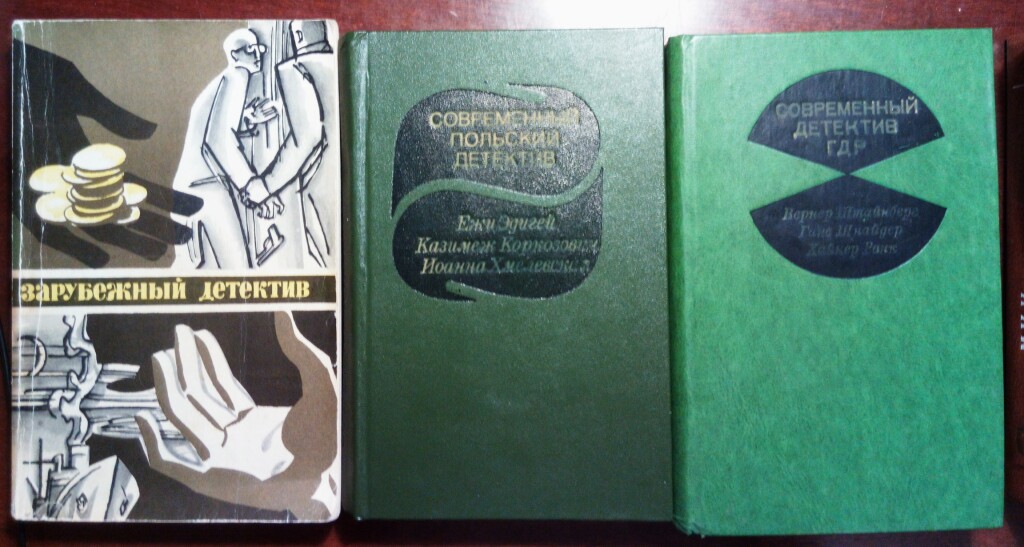 зарубежный детектив
СОВРЕМЕННЫЙ
ПОЛЬСКИЙ
ДЕТЕКТИВ
Ежи Эдигей
Казимеж Коркозович
Иоанна Хмелевская
СОВРЕМЕННЫЙ
ДЕТЕКТИВ
ГДР
Вернер Штайнберг
Ганс Шнайдер
Хайнер Ранк